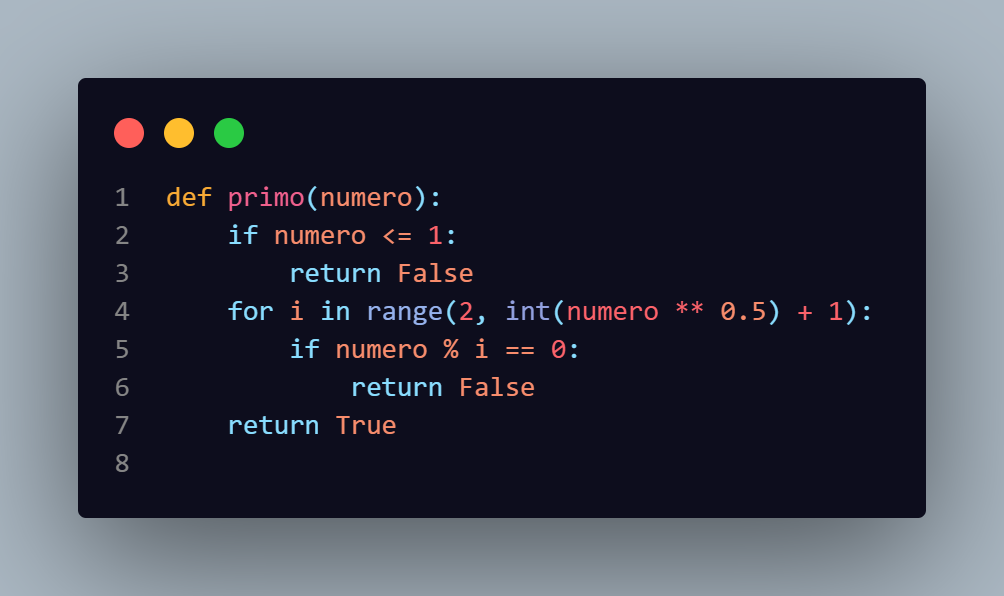 1 def primo(numero):
2     if numero <= 1:
3         return False
4     for i in range(2, int(numero ** 0.5) + 1):
5         if numero % i == 0:
6             return False
7     return True
8